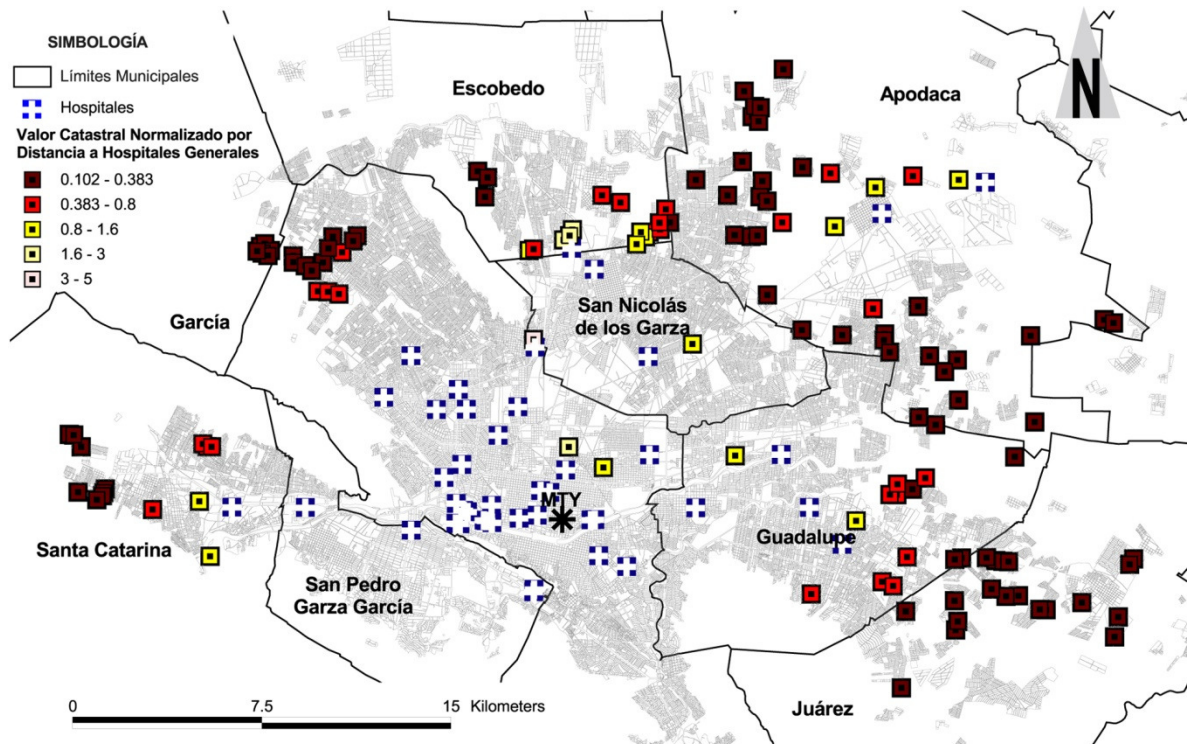 SIMBOLOGÍA
Límites Municipales
Hospitales
Valor Catastral Normalizado por
Distancia a Hospitales Generales
0.102 - 0.383
0.383 - 0.8
0.8 - 1.6
1.6 - 3
3 - 5
Escobedo
Apodaca
N
García
San Nicolás
de los Garza
MTY
Santa Catarina
Guadalupe
San Pedro
Garza García
Juárez
0 7.5 15 Kilometers